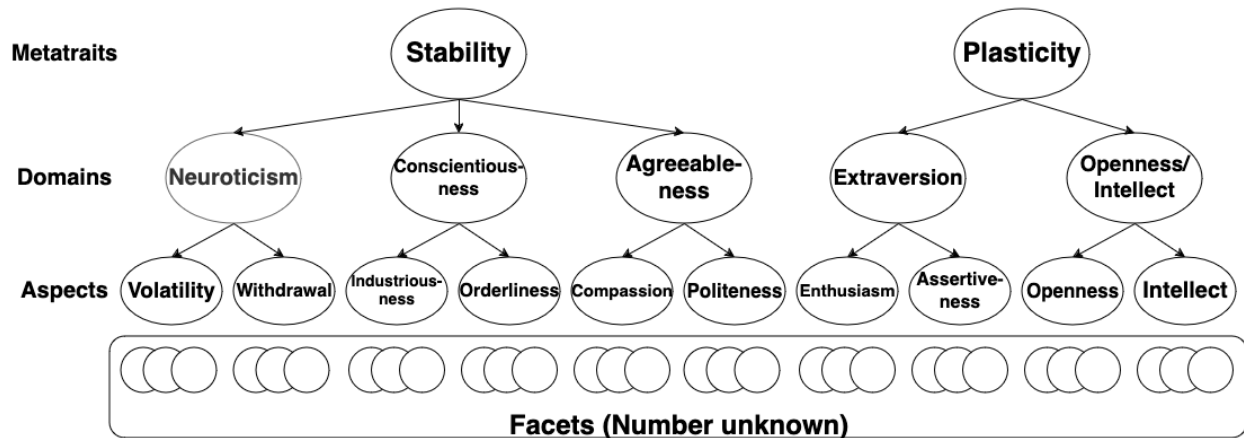 Metatraits
Stability
Plasticity
Domains
Neuroticism
Conscientious-
ness
Agreeable-
ness
Extraversion
Openness/
Intellect
Aspects
Volatility
Withdrawal
Industrious-
ness
Orderliness
Compassion
Politeness
Enthusiasm
Assertive-
ness
Openness
Intellect
Facets (Number unknown)